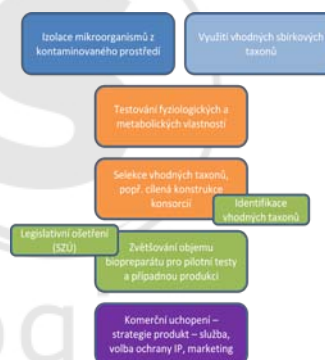 Izolace mikroorganismů z
kontaminovaného prostředí
Využití vhodných sbírkových
taxonů
Testování fyziologických a
metabolických vlastností
Selekce vhodných taxonů,
popř. cílená konstrukce
konsorcií
Identifikace
vhodných taxonů
Legislativní ošetření
(SZÚ)
Zvětšování objemu
biopreparátu pro pilotní testy
a případnou produkci
Komerční uchopení –
strategie produkt – služba,
volba ochrany IP, marketing